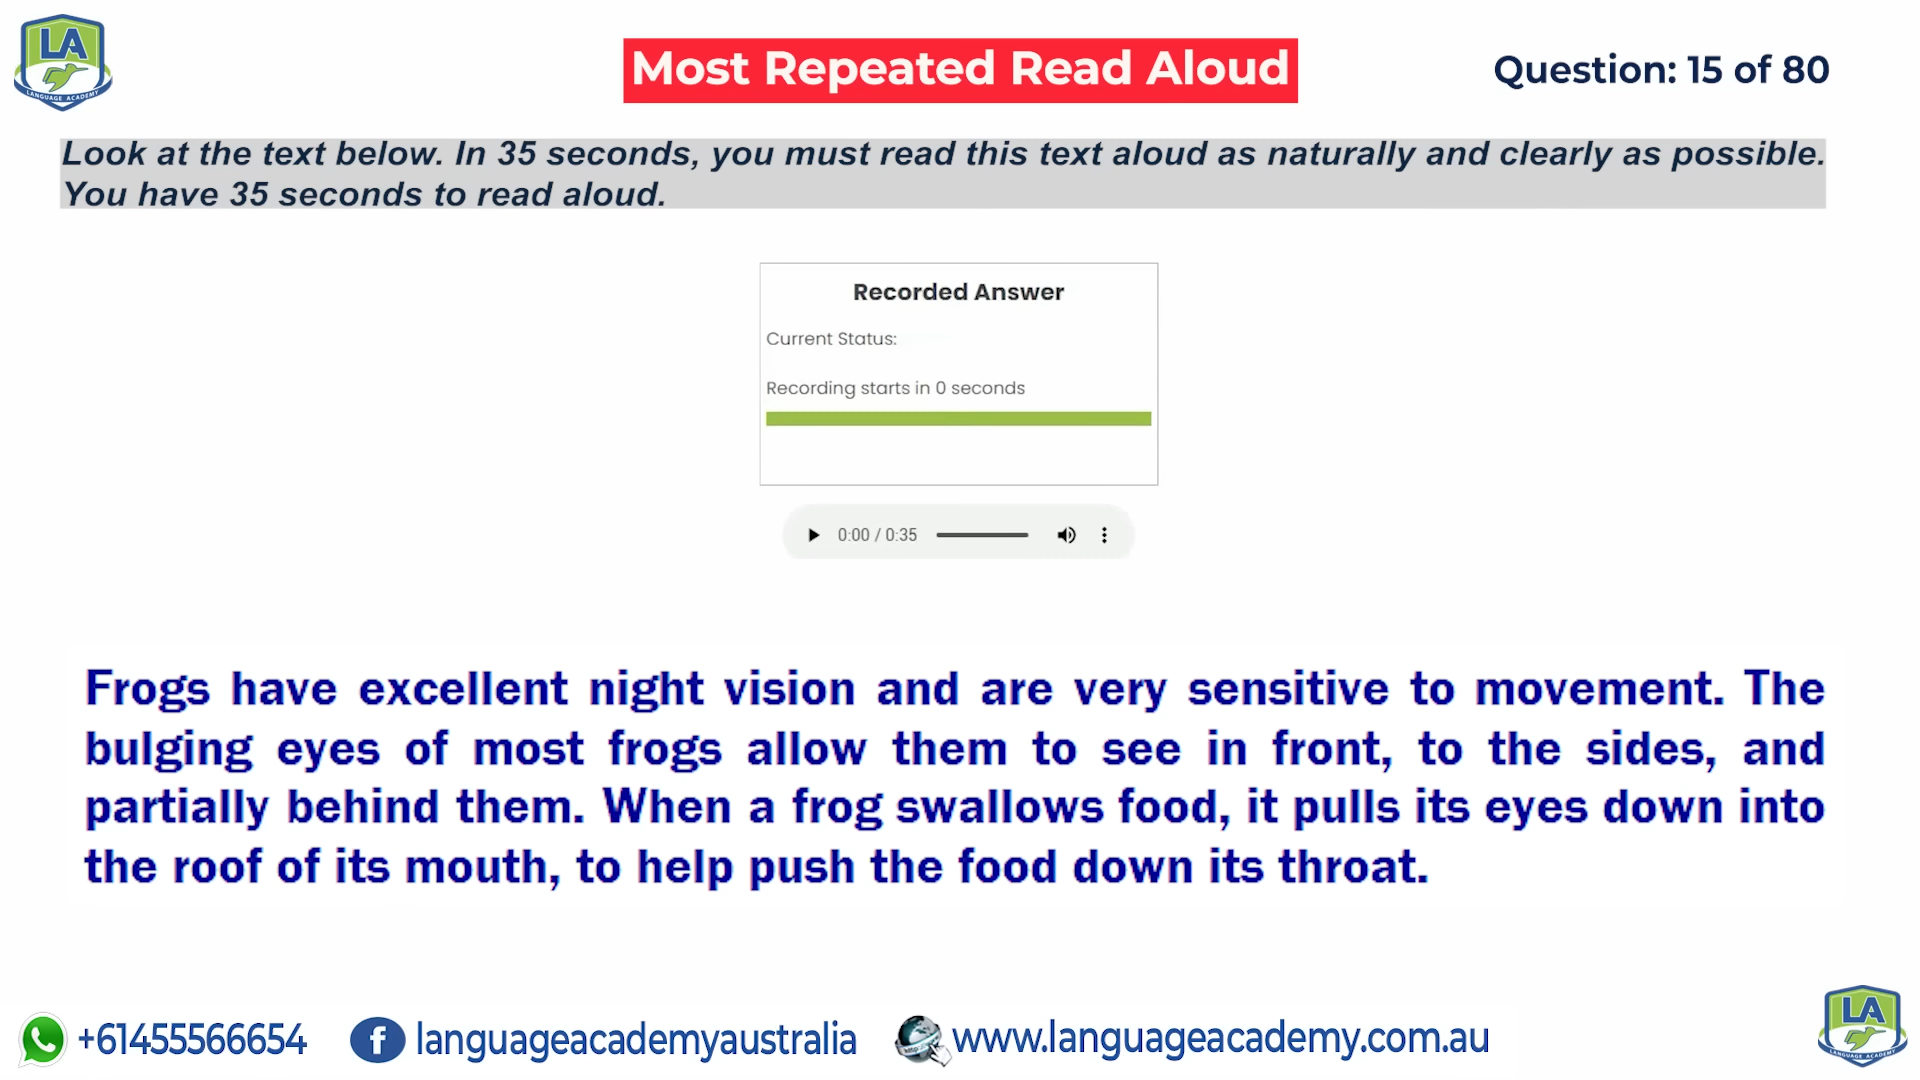 LA
LANGUAGE ACADEMY
Most Repeated Read Aloud
Question: 15 of 80
Look at the text below. In 35 seconds, you must read this text aloud as naturally and clearly as possible.
You have 35 seconds to read aloud.
Recorded Answer
Current Status:
Recording starts in 0 seconds
0:00 / 0:35
Frogs have excellent night vision and are very sensitive to movement. The
bulging eyes of most frogs allow them to see in front, to the sides, and
partially behind them. When a frog swallows food, it pulls its eyes down into
the roof of its mouth, to help push the food down its throat.
+61455566654
f
languageacademyaustralia
www.languageacademy.com.au
LA
LANGUAGE ACADEMY